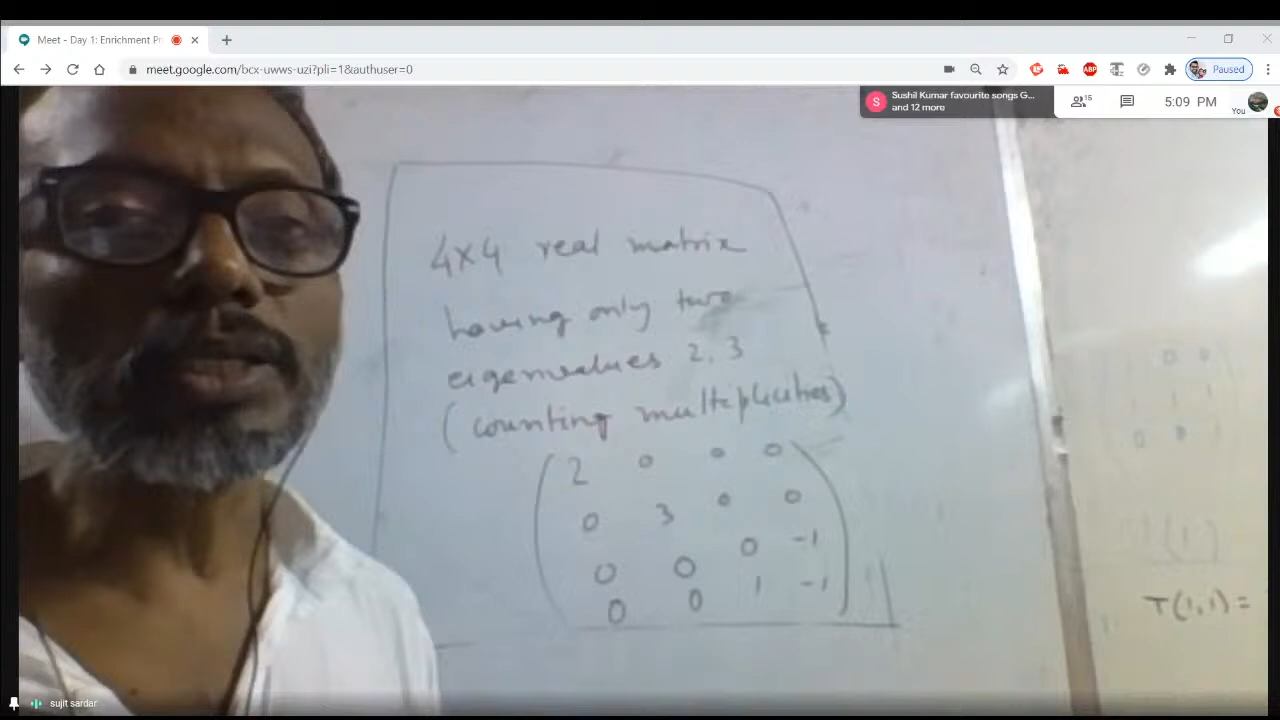 Meet - Day 1: Enrichment Pr
meet.google.com/bcx-uwws-uzi?pli=1&authuser=0
ABP
Paused
S
Sushil Kumar favourite songs G...
and 12 more
15
5:09 PM
You
4×4 real matrix
having only two
eigenvalues 2, 3
(counting multiplicities)
2 0 0 0
0 3 0 0
0 0 0 -1
0 0 1 -1
T(1,1) =
sujit sardar